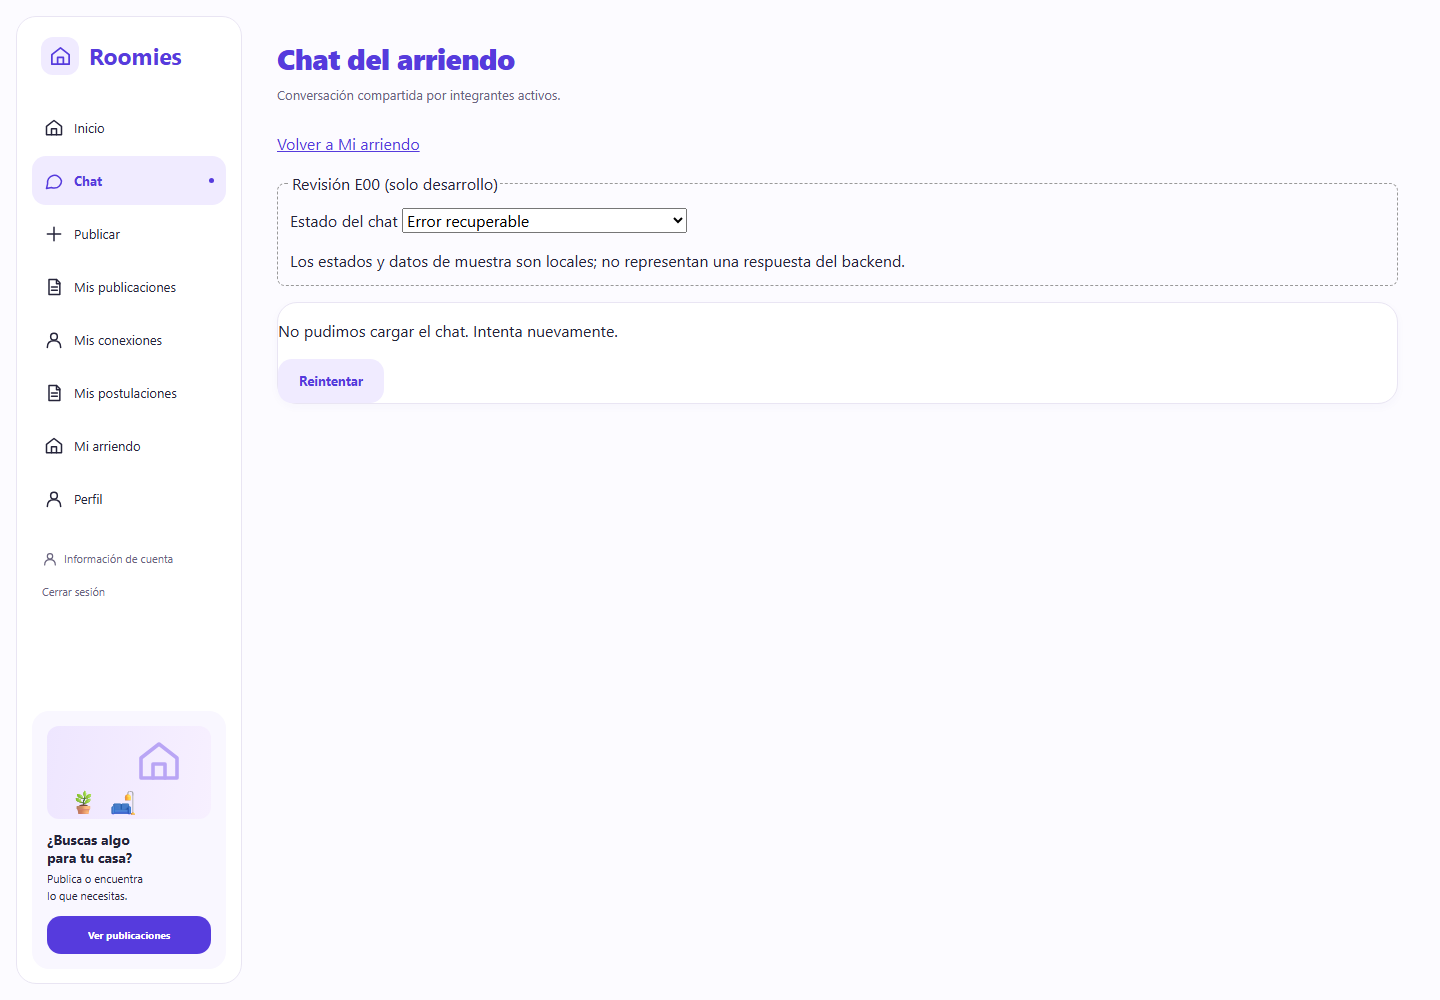 Roomies
Inicio
Chat
Publicar
Mis publicaciones
Mis conexiones
Mis postulaciones
Mi arriendo
Perfil
Información de cuenta
Cerrar sesión
¿Buscas algo
para tu casa?
Publica o encuentra
lo que necesitas.
Ver publicaciones
Chat del arriendo
Conversación compartida por integrantes activos.
Volver a Mi arriendo
Revisión E00 (solo desarrollo)
Estado del chat Error recuperable
Los estados y datos de muestra son locales; no representan una respuesta del backend.
No pudimos cargar el chat. Intenta nuevamente.
Reintentar